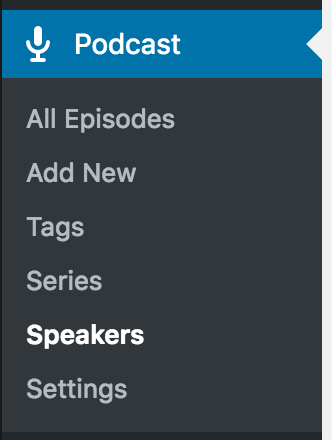 Podcast
All Episodes
Add New
Tags
Series
Speakers
Settings